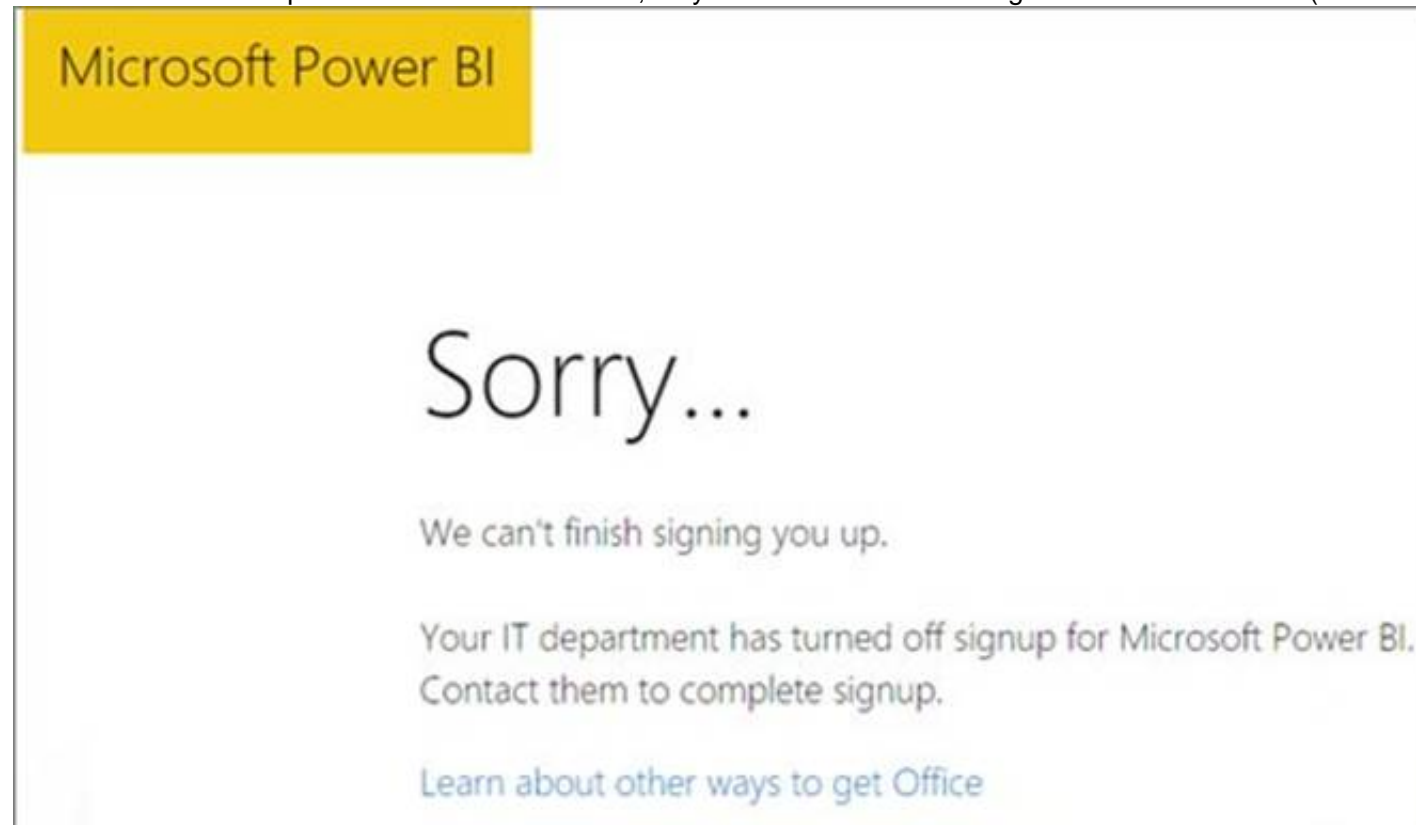 Microsoft Power BI
Sorry...
We can't finish signing you up.
Your IT department has turned off signup for Microsoft Power BI.
Contact them to complete signup.
Learn about other ways to get Office